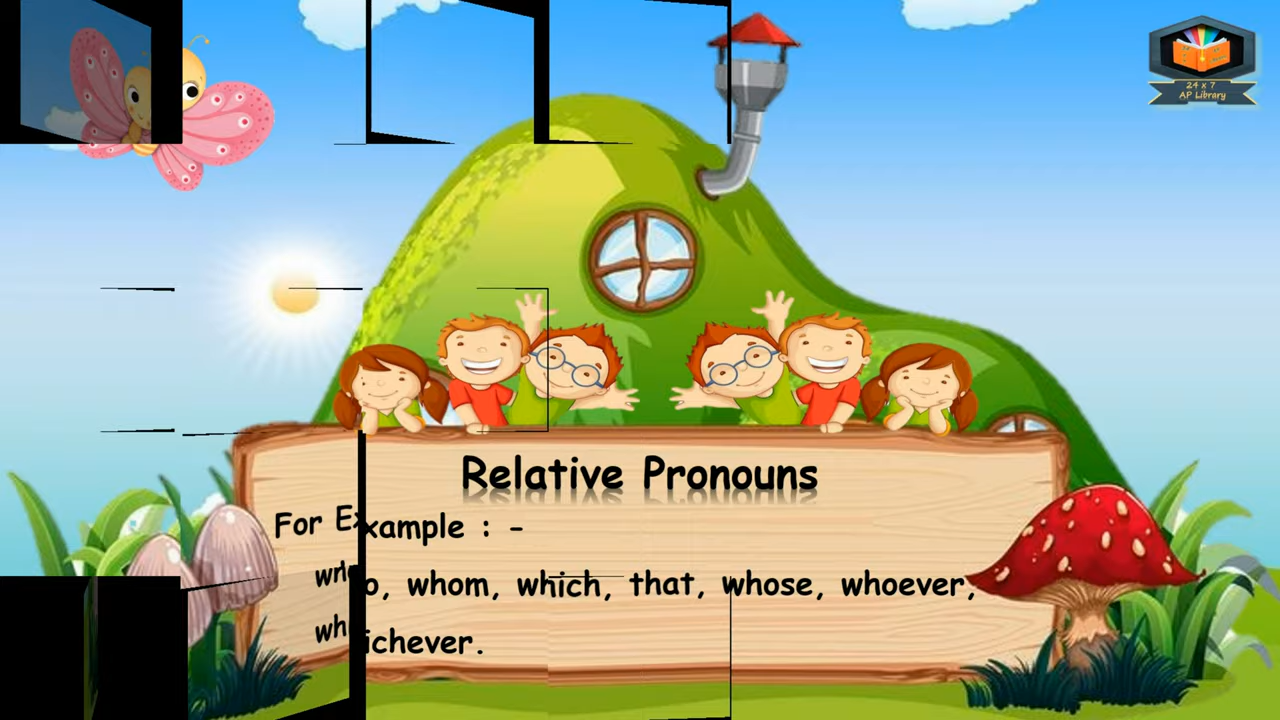 24 x 7
AP Library
Relative Pronouns
For Example : -
who, whom, which, that, whose, whoever,
whichever.